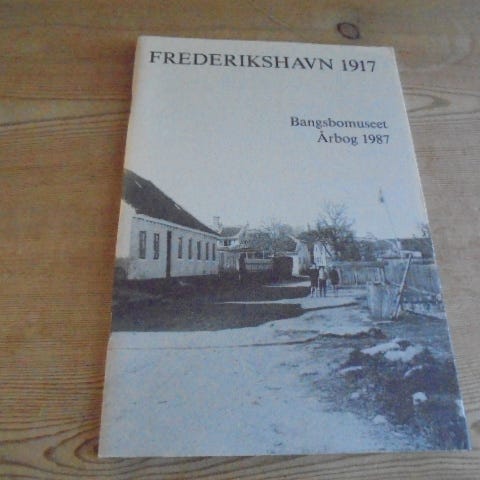 FREDERIKSHAVN 1917
Bangsbomuseet
Årbog 1987